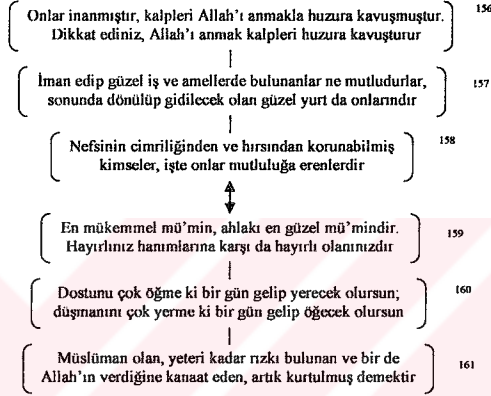 Onlar inanmıştır, kalpleri Allah'ı anmakla huzura kavuşmuştur. 156
Dikkat ediniz, Allah'ı anmak kalpleri huzura kavuşturur
İman edip güzel iş ve amellerde bulunanlar ne mutludurlar, 157
sonunda dönülüp gidilecek olan güzel yurt da onlarındır
Nefsinin cimriliğinden ve hırsından korunabilmiş 158
kimseler, işte onlar mutluluğa erenlerdir
En mükemmel mü'min, ahlakı en güzel mü'mindir. 159
Hayırlınız hanımlarına karşı da hayırlı olanınızdır
Dostunu çok öğme ki bir gün gelip yerecek olursun; 160
düşmanını çok yerme ki bir gün gelip öğecek olursun
Müslüman olan, yeteri kadar rızkı bulunan ve bir de 161
Allah'ın verdiğine kanaat eden, artık kurtulmuş demektir